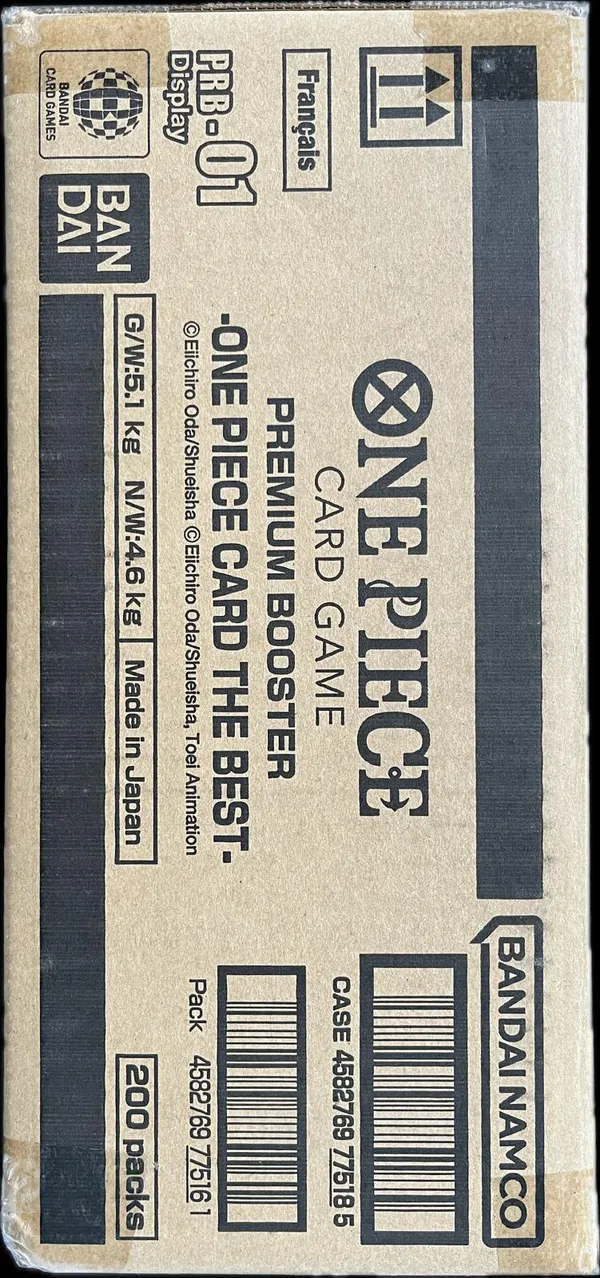 Français
PRB-01
Display
BANDAI
CARD GAMES
BAN
DAI
ONE PIECE
CARD GAME
PREMIUM BOOSTER
-ONE PIECE CARD THE BEST-
©Eiichiro Oda/Shueisha ©Eiichiro Oda/Shueisha, Toei Animation
G/W:5.1 kg N/W:4.6 kg Made in Japan
BANDAI NAMCO
CASE 4582769 775185
Pack 4582769 775161
200 packs